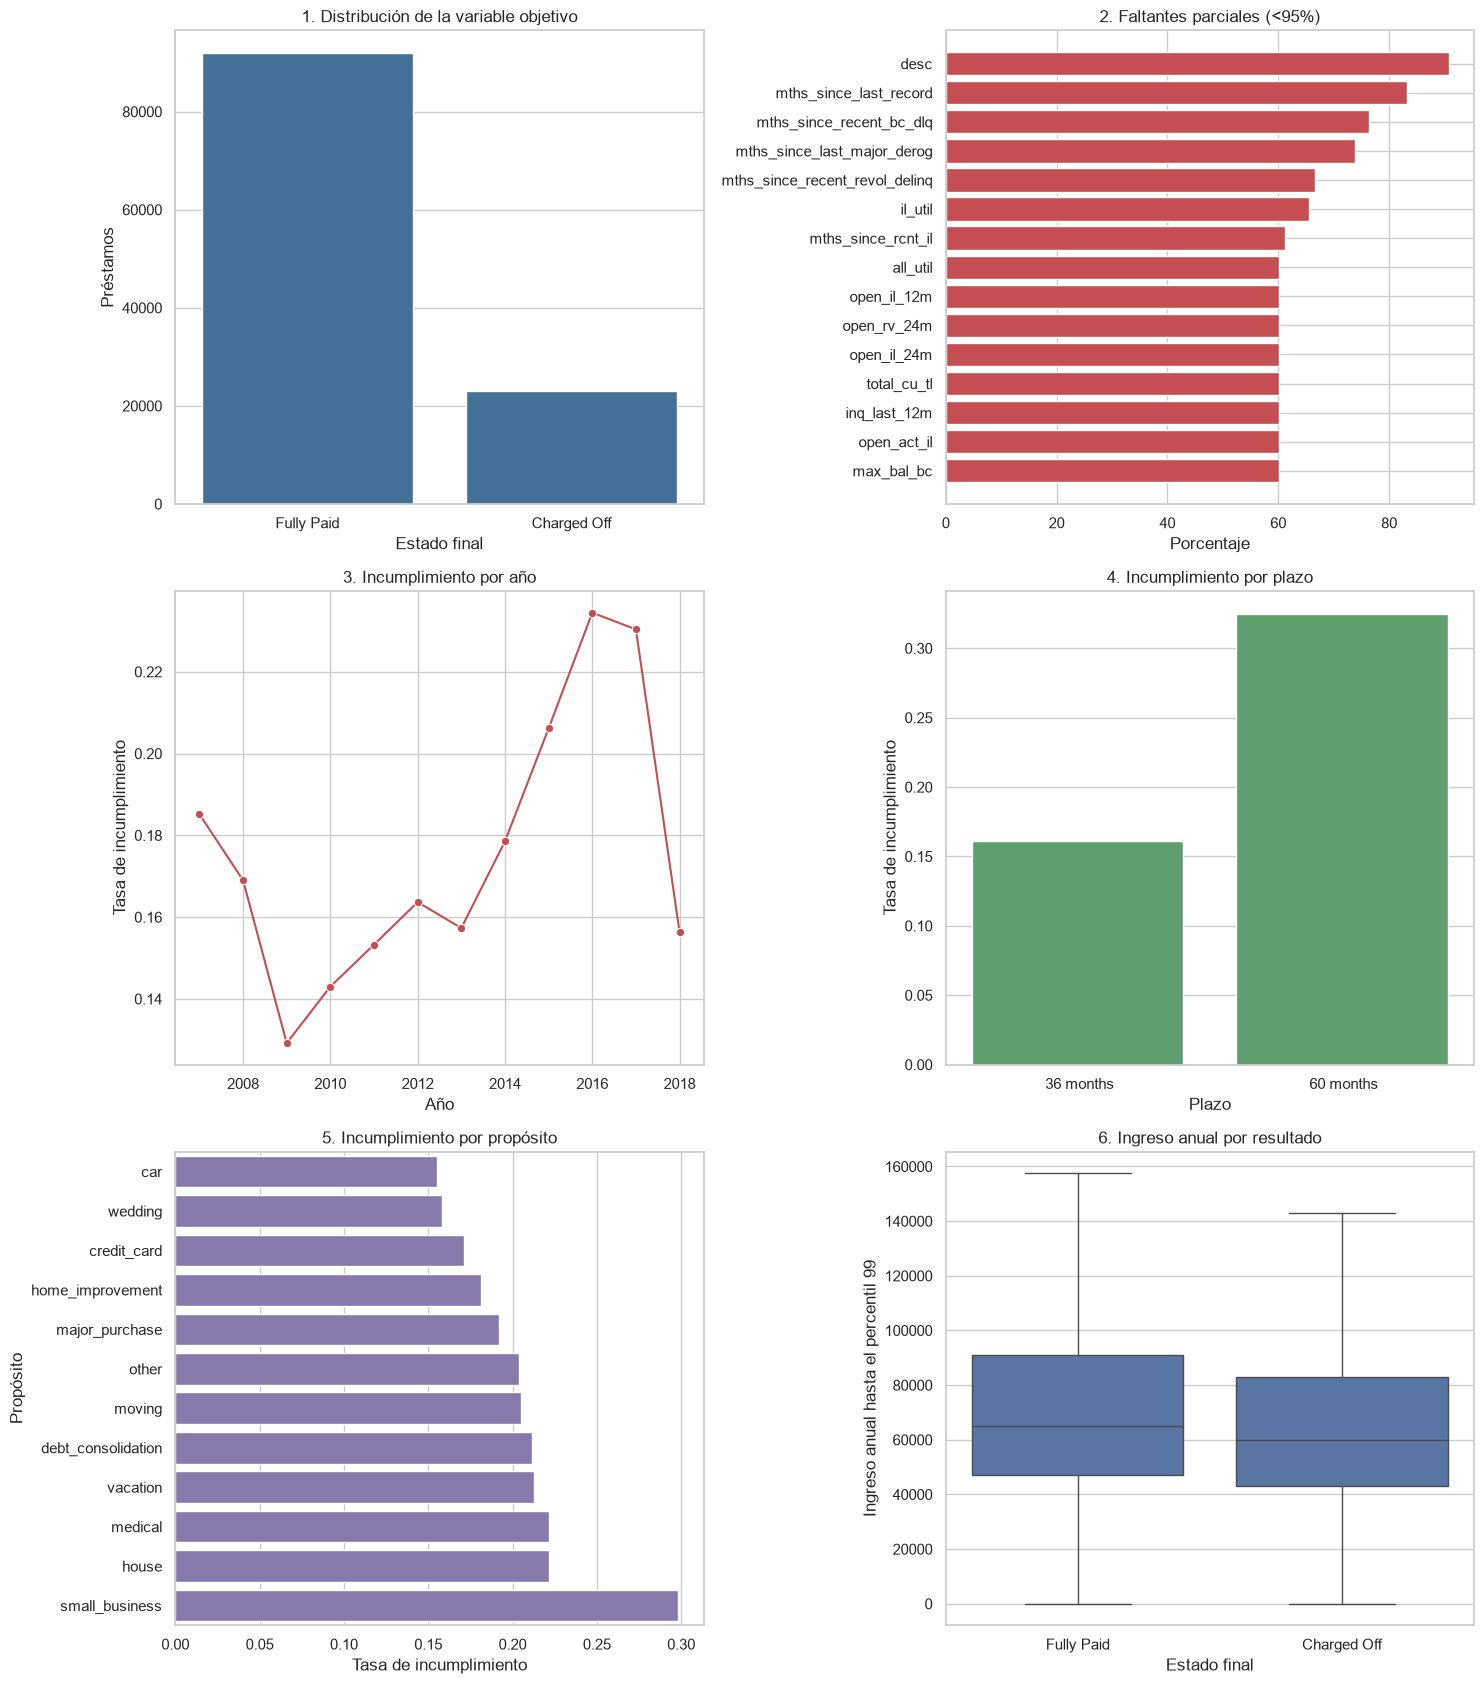 1. Distribución de la variable objetivo
Préstamos
80000
60000
40000
20000
0
Fully Paid
Charged Off
Estado final
2. Faltantes parciales (<95%)
desc
mths_since_last_record
mths_since_recent_bc_dlq
mths_since_last_major_derog
mths_since_recent_revol_delinq
il_util
mths_since_rcnt_il
all_util
open_il_12m
open_rv_24m
open_il_24m
total_cu_tl
inq_last_12m
open_act_il
max_bal_bc
0 20 40 60 80
Porcentaje
3. Incumplimiento por año
Tasa de incumplimiento
0.22
0.20
0.18
0.16
0.14
2008 2010 2012 2014 2016 2018
Año
4. Incumplimiento por plazo
Tasa de incumplimiento
0.30
0.25
0.20
0.15
0.10
0.05
0.00
36 months
60 months
Plazo
5. Incumplimiento por propósito
Propósito
car
wedding
credit_card
home_improvement
major_purchase
other
moving
debt_consolidation
vacation
medical
house
small_business
0.00 0.05 0.10 0.15 0.20 0.25 0.30
Tasa de incumplimiento
6. Ingreso anual por resultado
Ingreso anual hasta el percentil 99
160000
140000
120000
100000
80000
60000
40000
20000
0
Fully Paid
Charged Off
Estado final